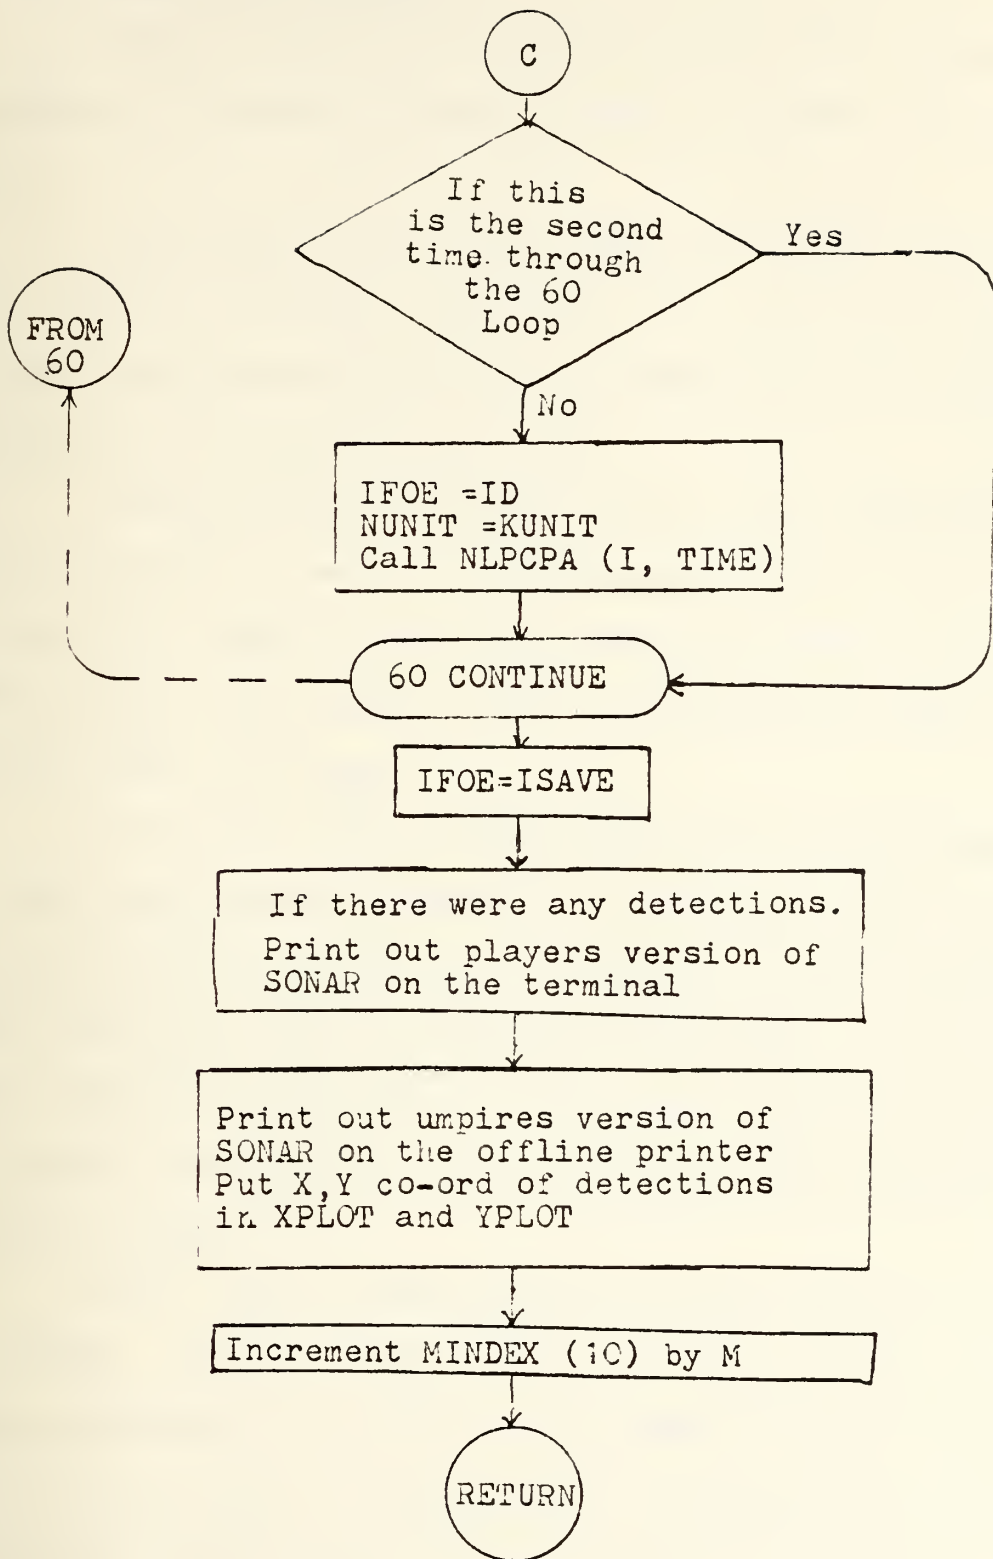 C
If this
is the second
time through
the 60
Loop
Yes
FROM
60
No
IFOE =ID
NUNIT =KUNIT
Call NLPCPA (I, TIME)
60 CONTINUE
IFOE=ISAVE
If there were any detections.
Print out players version of
SONAR on the terminal
Print out umpires version of
SONAR on the offline printer
Put X,Y co-ord of detections
in XPLOT and YPLOT
Increment MINDEX (10) by M
RETURN